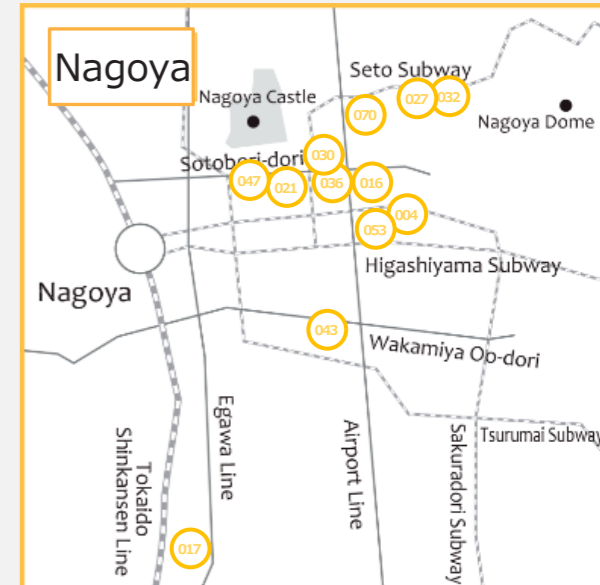 Nagoya
Seto Subway
Nagoya Castle
027
032
070
Nagoya Dome
Sotobori-dori
030
047
021
036
016
004
053
Higashiyama Subway
Nagoya
043
Wakamiya Oo-dori
Egawa Line
Airport Line
Sakuradori Subway
Tsurumai Subway
Tokaido
Shinkansen Line
017